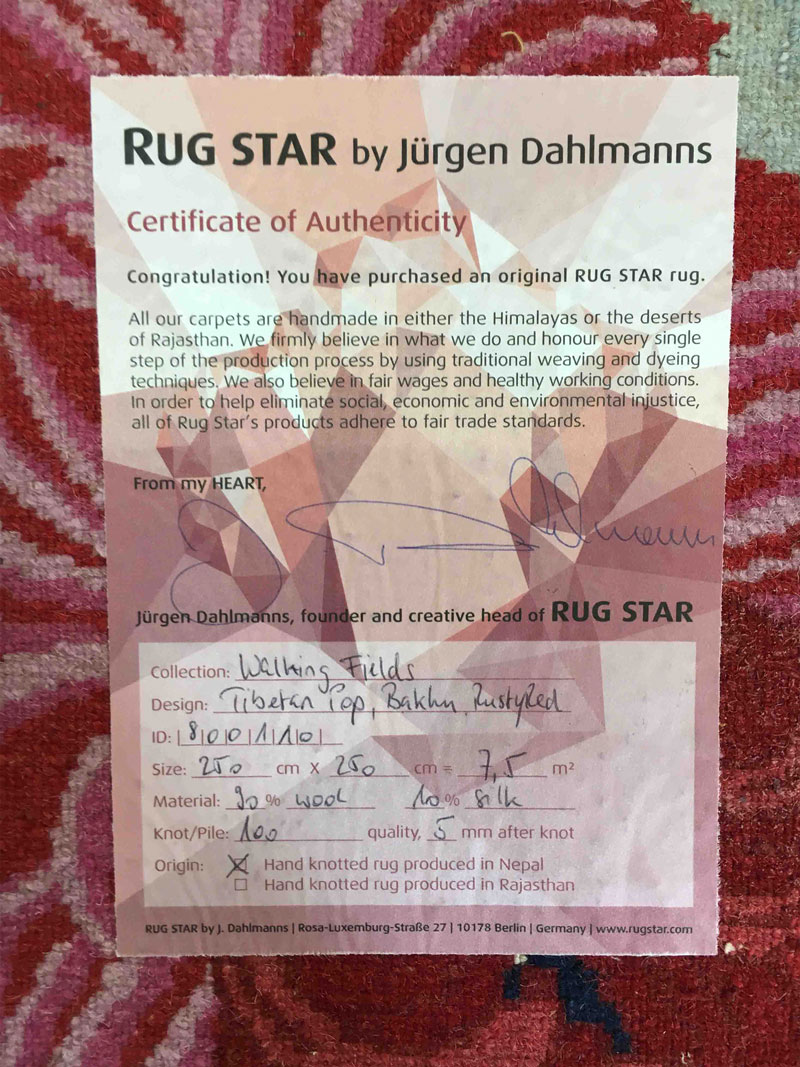 RUG STAR by Jürgen Dahlmanns
Certificate of Authenticity
Congratulation! You have purchased an original RUG STAR rug.
All our carpets are handmade in either the Himalayas or the deserts
of Rajasthan. We firmly believe in what we do and honour every single
step of the production process by using traditional weaving and dyeing
techniques. We also believe in fair wages and healthy working conditions.
In order to help eliminate social, economic and environmental injustice,
all of Rug Star's products adhere to fair trade standards.
From my HEART,
J Dahlmanns
Jürgen Dahlmanns, founder and creative head of RUG STAR
Collection: Walking Fields
Design: Tibetan Pop, Bakhu, RustyRed
ID: |8|0|0|1|1|0|
Size: 250 cm X 250 cm = 7,5 m²
Material: 90 % wool 10 % silk
Knot/Pile: 100 quality, 5 mm after knot
Origin: ☒ Hand knotted rug produced in Nepal
☐ Hand knotted rug produced in Rajasthan
RUG STAR by J. Dahlmanns | Rosa-Luxemburg-Straße 27 | 10178 Berlin | Germany | www.rugstar.com